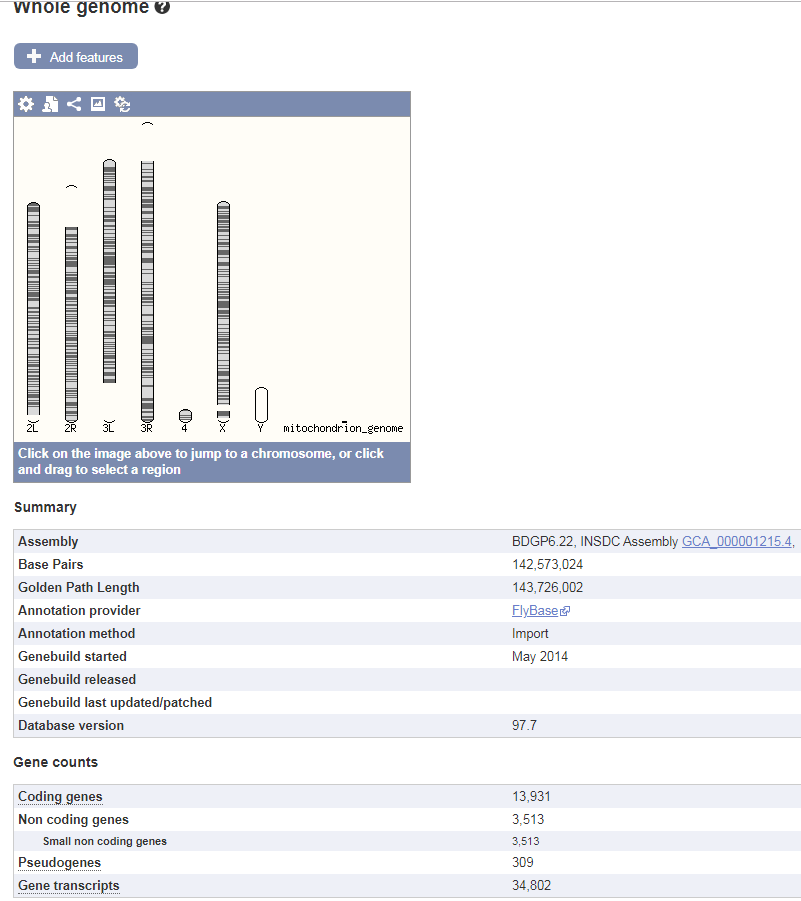 Whole genome ?
Add features
2L 2R 3L 3R 4 X Y mitochondrion_genome
Click on the image above to jump to a chromosome, or click
and drag to select a region
Summary
Assembly BDGP6.22, INSDC Assembly GCA_000001215.4,
Base Pairs 142,573,024
Golden Path Length 143,726,002
Annotation provider FlyBase
Annotation method Import
Genebuild started May 2014
Genebuild released
Genebuild last updated/patched
Database version 97.7
Gene counts
Coding genes 13,931
Non coding genes 3,513
Small non coding genes 3,513
Pseudogenes 309
Gene transcripts 34,802